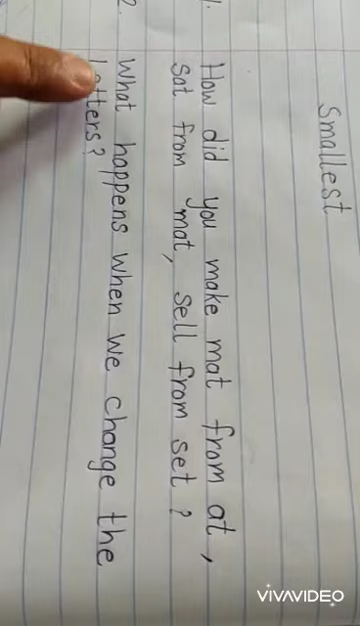 Smallest
1. How did you make mat from at,
sat from mat, sell from set?
2. What happens when we change the
letters?
VIVAVIDEO